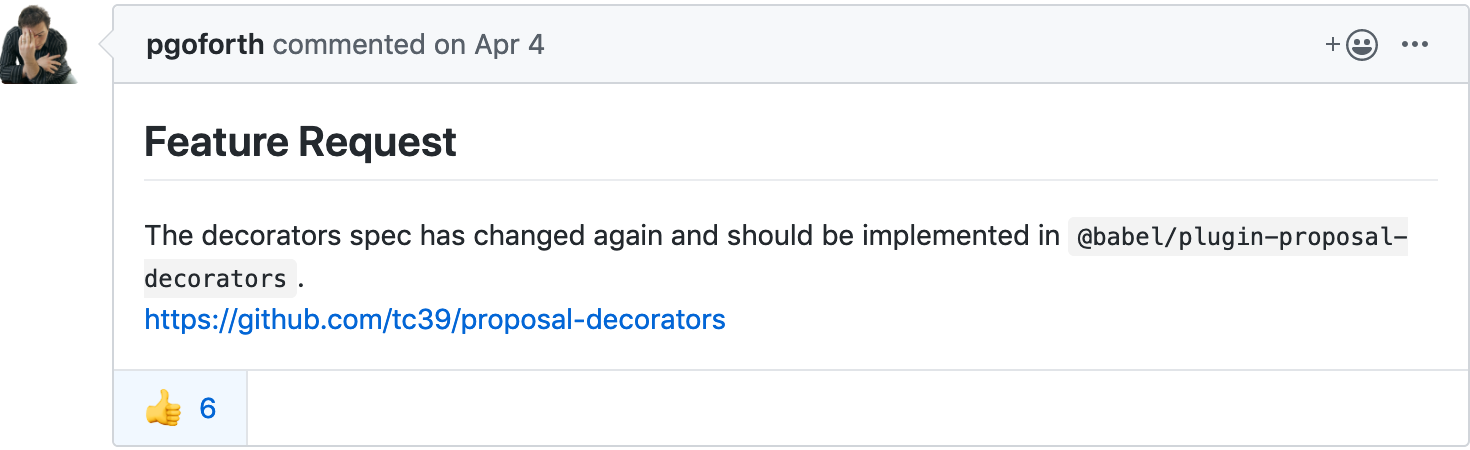 pgoforth commented on Apr 4
Feature Request
The decorators spec has changed again and should be implemented in @babel/plugin-proposal-
decorators .
https://github.com/tc39/proposal-decorators
6